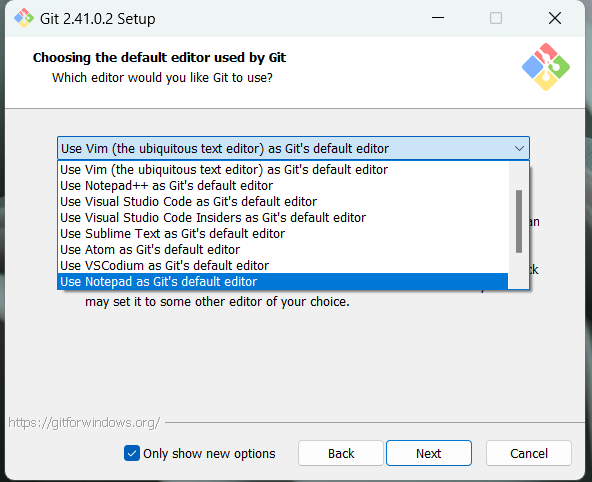 Git 2.41.0.2 Setup
Choosing the default editor used by Git
Which editor would you like Git to use?
Use Vim (the ubiquitous text editor) as Git's default editor
Use Vim (the ubiquitous text editor) as Git's default editor
Use Notepad++ as Git's default editor
Use Visual Studio Code as Git's default editor
Use Visual Studio Code Insiders as Git's default editor
Use Sublime Text as Git's default editor
Use Atom as Git's default editor
Use VSCodium as Git's default editor
Use Notepad as Git's default editor
may set it to some other editor of your choice.
https://gitforwindows.org/
Only show new options
Back
Next
Cancel